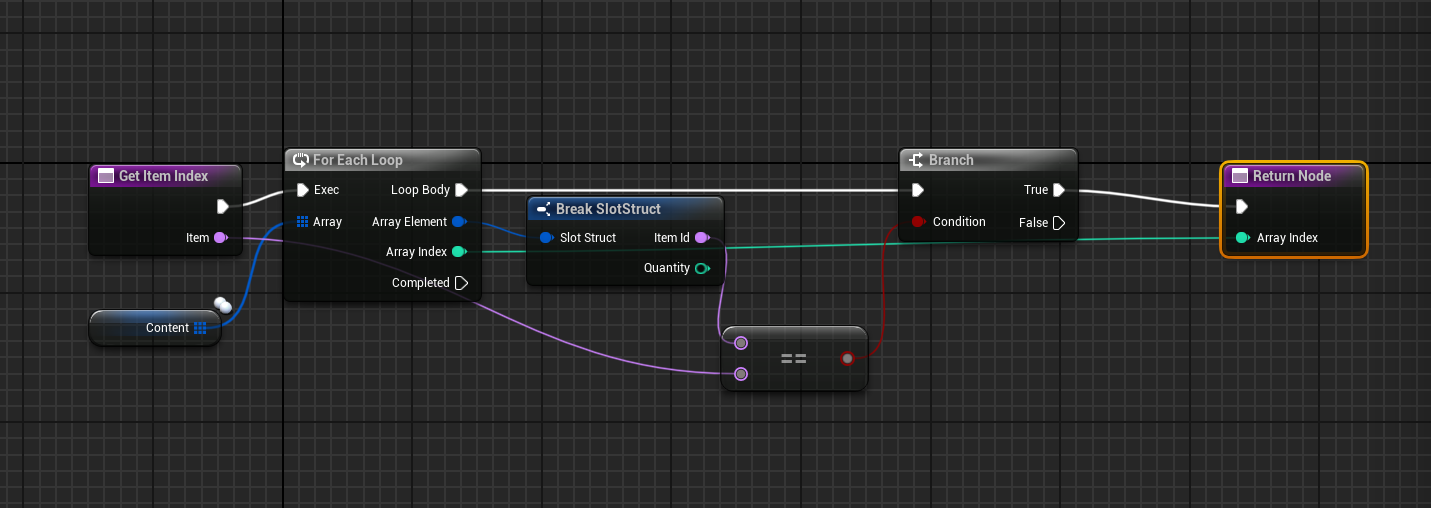 Get Item Index
Item
Content
For Each Loop
Exec
Loop Body
Array
Array Element
Array Index
Completed
Break SlotStruct
Slot Struct
Item Id
Quantity
==
Branch
True
Condition
False
Return Node
Array Index